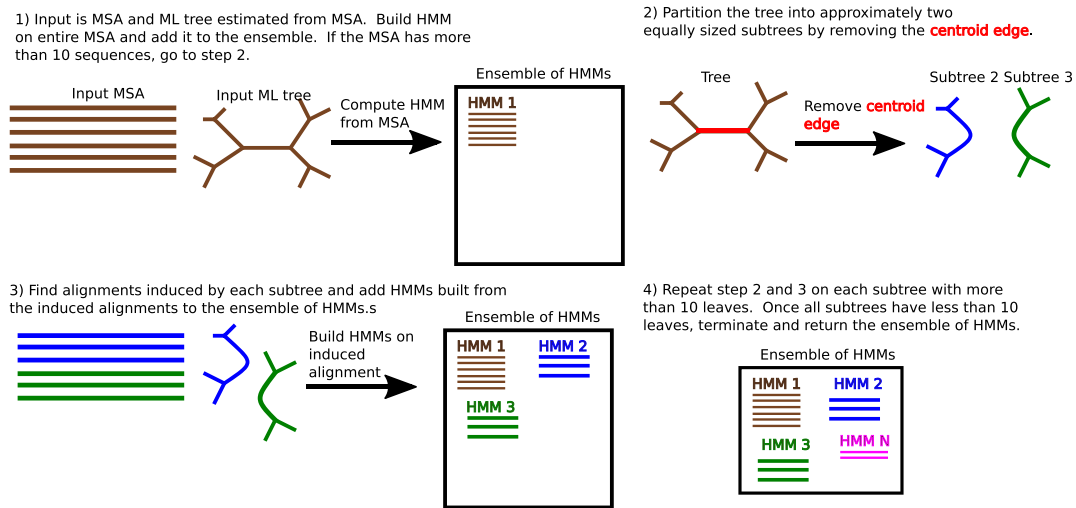 1) Input is MSA and ML tree estimated from MSA.  Build HMM
on entire MSA and add it to the ensemble.  If the MSA has more
than 10 sequences, go to step 2.
Input MSA
Input ML tree
Compute HMM
from MSA
Ensemble of HMMs
HMM 1
2) Partition the tree into approximately two
equally sized subtrees by removing the centroid edge.
Tree
Remove centroid
edge
Subtree 2 Subtree 3
3) Find alignments induced by each subtree and add HMMs built from
the induced alignments to the ensemble of HMMs.s
Build HMMs on
induced
alignment
Ensemble of HMMs
HMM 1
HMM 2
HMM 3
4) Repeat step 2 and 3 on each subtree with more
than 10 leaves.  Once all subtrees have less than 10
leaves, terminate and return the ensemble of HMMs.
Ensemble of HMMs
HMM 1
HMM 2
HMM 3
HMM N